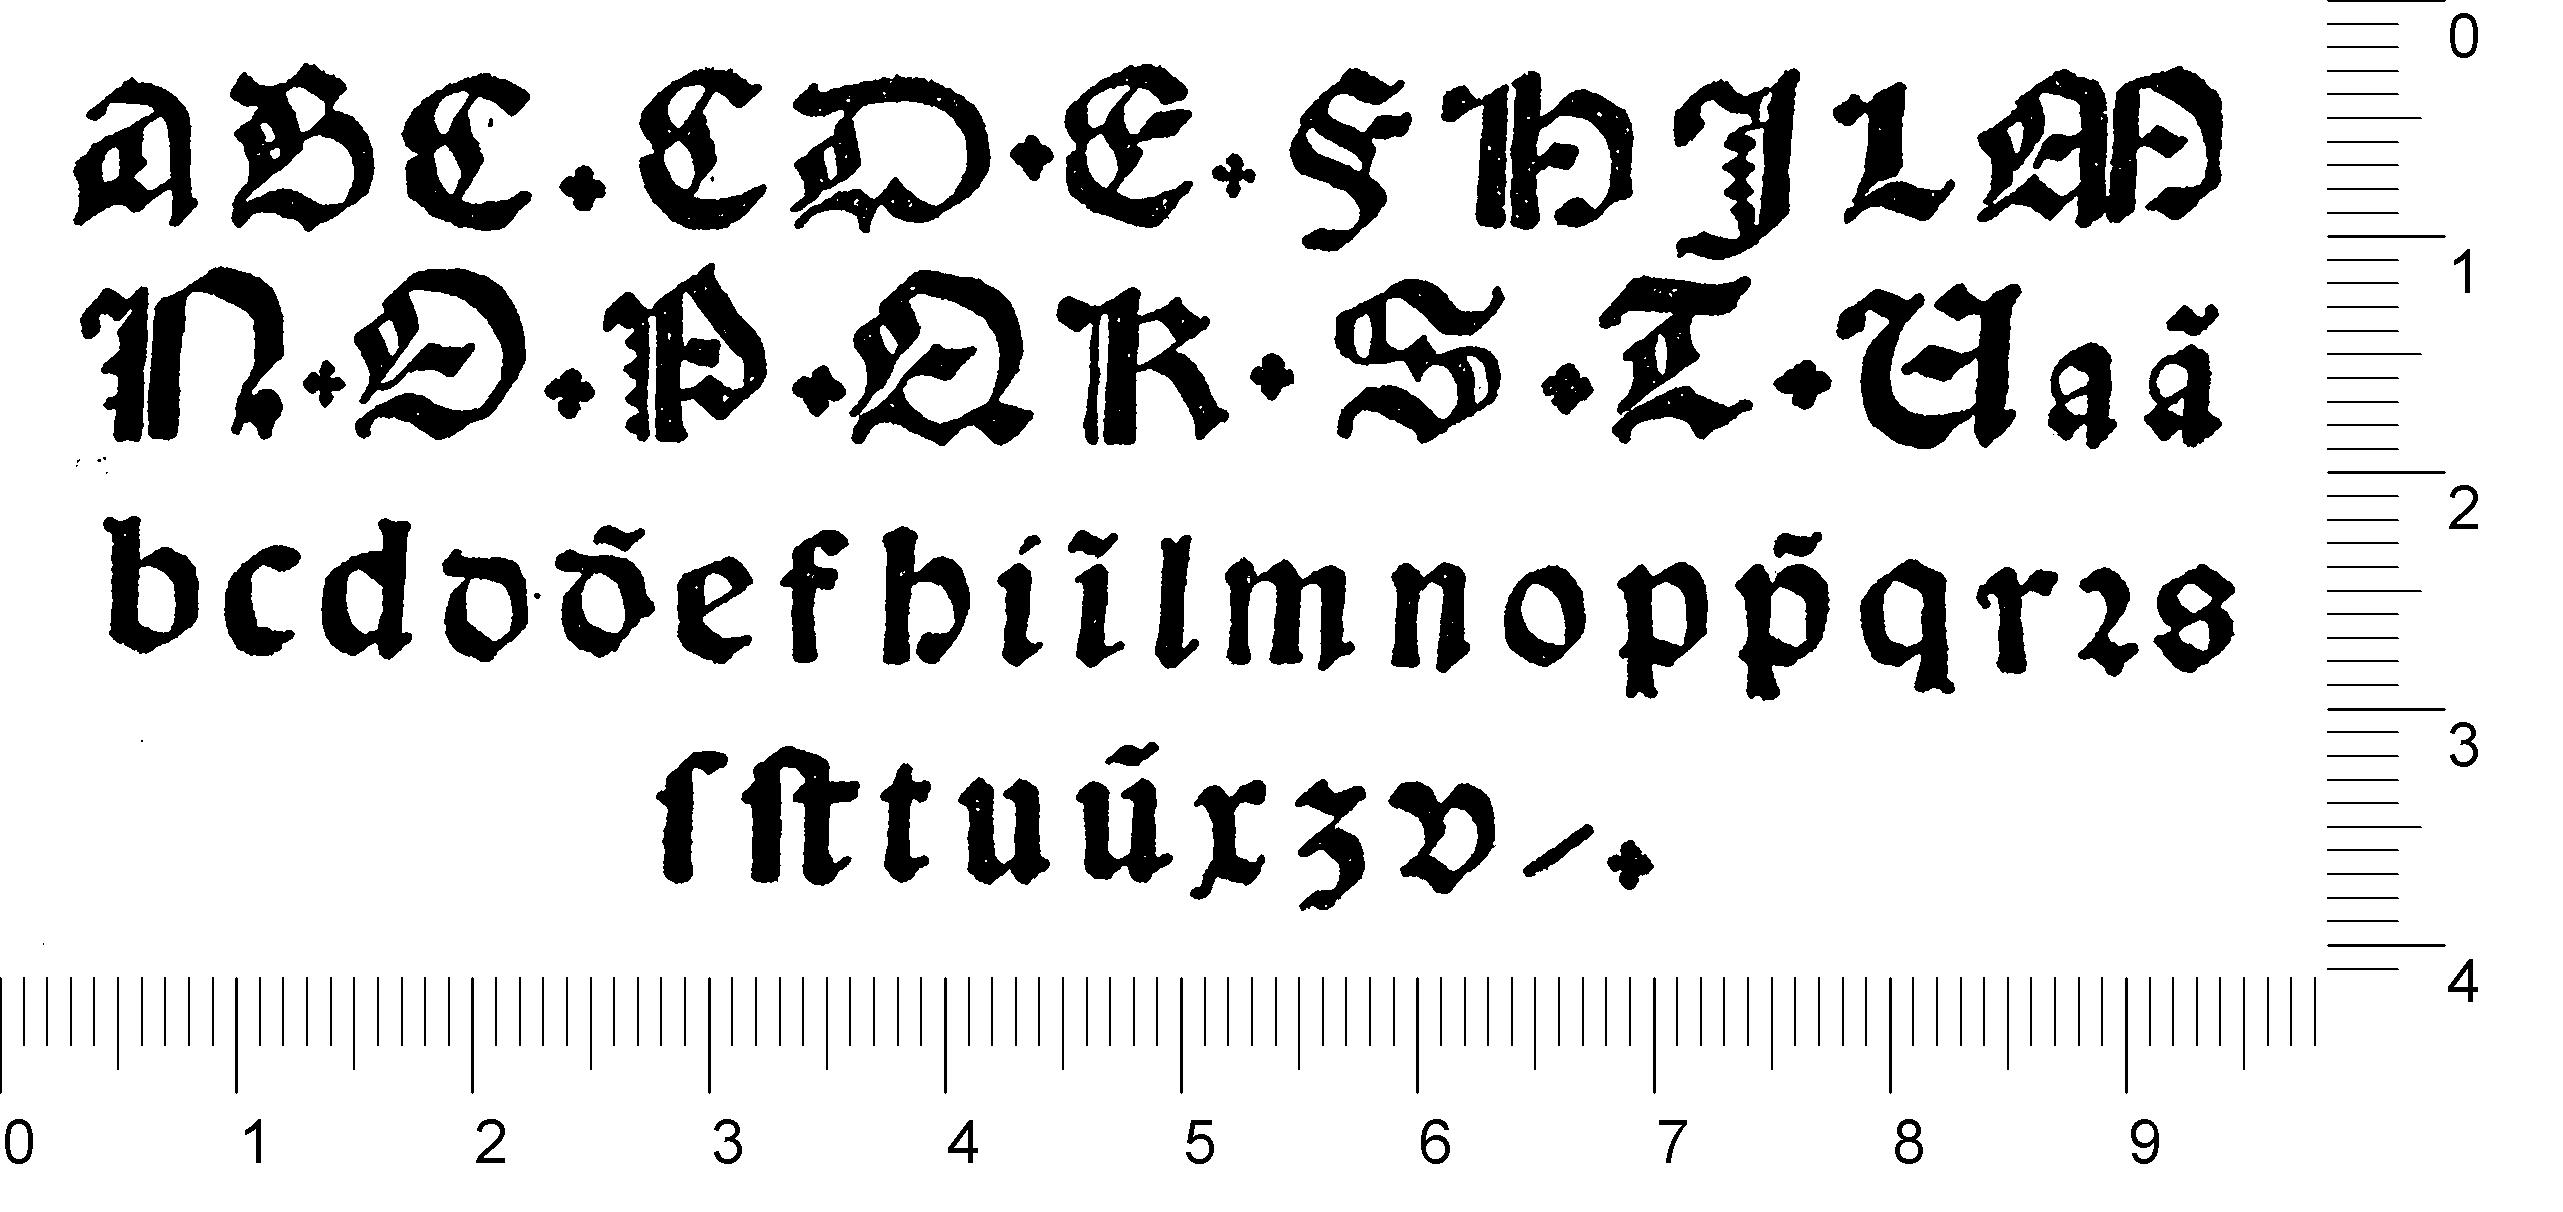 A B C . C D . E . F H I L M
N . O . P . Q R . S . T . U a ã
b c d d d̃ e f h i ĩ l m n o p p̃ q r ꝛ s
ſ ſt t u ũ x z v / .
0 1 2 3 4 5 6 7 8 9
0
1
2
3
4